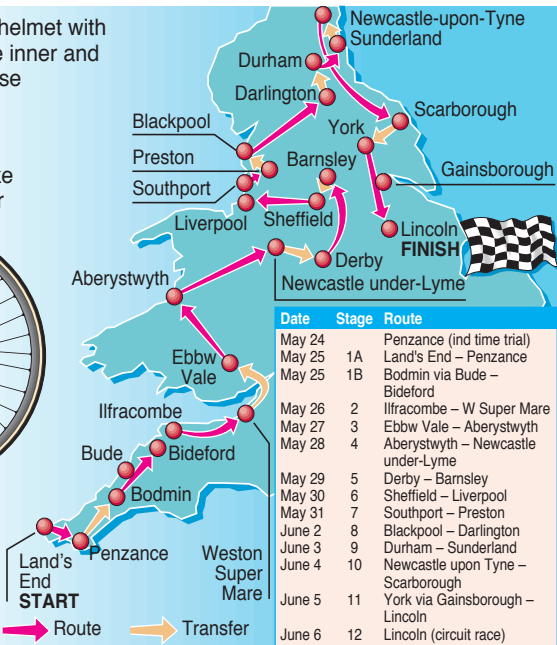 helmet with
e inner and
se
Newcastle-upon-Tyne
Sunderland
Durham
Darlington
Scarborough
Blackpool
York
Preston
Barnsley
Gainsborough
Southport
Liverpool
Sheffield
Lincoln
FINISH
Derby
Newcastle under-Lyme
Aberystwyth
Ebbw
Vale
Ilfracombe
Bude
Bideford
Bodmin
Land's
End
START
Penzance
Weston
Super
Mare
Route
Transfer
Date Stage Route
May 24 Penzance (ind time trial)
May 25 1A Land's End – Penzance
May 25 1B Bodmin via Bude –
Bideford
May 26 2 Ilfracombe – W Super Mare
May 27 3 Ebbw Vale – Aberystwyth
May 28 4 Aberystwyth – Newcastle
under-Lyme
May 29 5 Derby – Barnsley
May 30 6 Sheffield – Liverpool
May 31 7 Southport – Preston
June 2 8 Blackpool – Darlington
June 3 9 Durham – Sunderland
June 4 10 Newcastle upon Tyne –
Scarborough
June 5 11 York via Gainsborough –
Lincoln
June 6 12 Lincoln (circuit race)